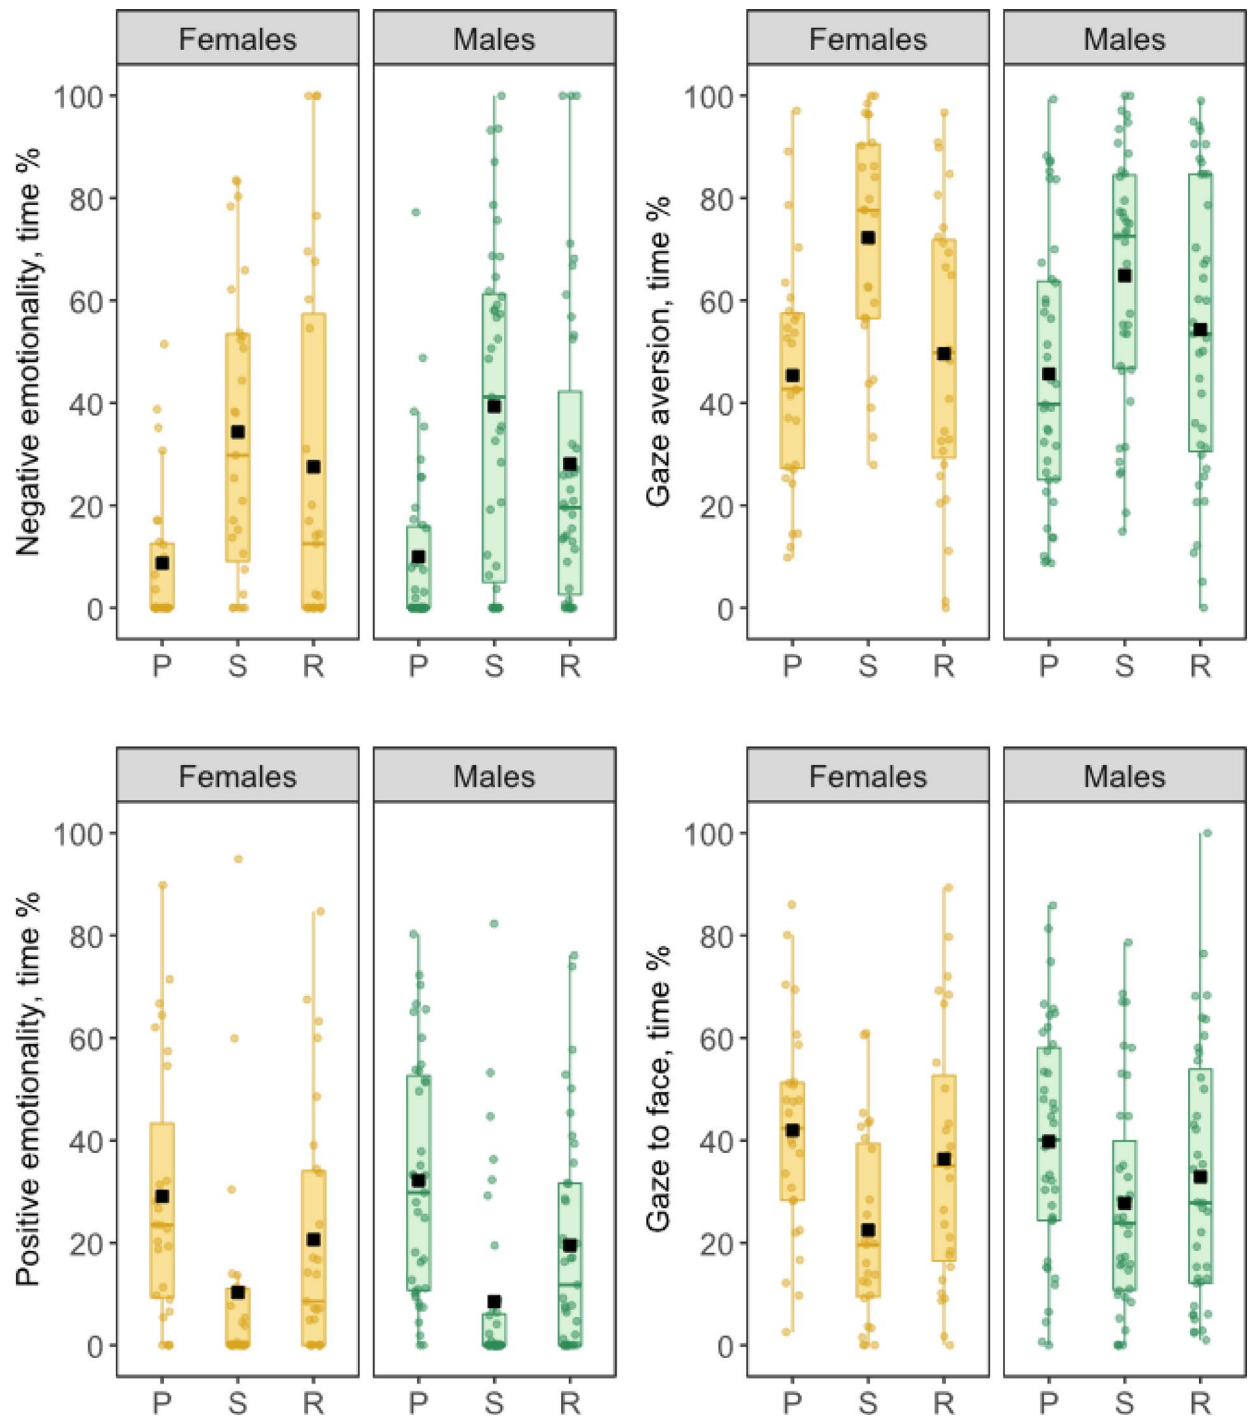 Females Males
Negative emotionality, time %
100
80
60
40
20
0
P S R P S R
Females Males
Gaze aversion, time %
100
80
60
40
20
0
P S R P S R
Females Males
Positive emotionality, time %
100
80
60
40
20
0
P S R P S R
Females Males
Gaze to face, time %
100
80
60
40
20
0
P S R P S R